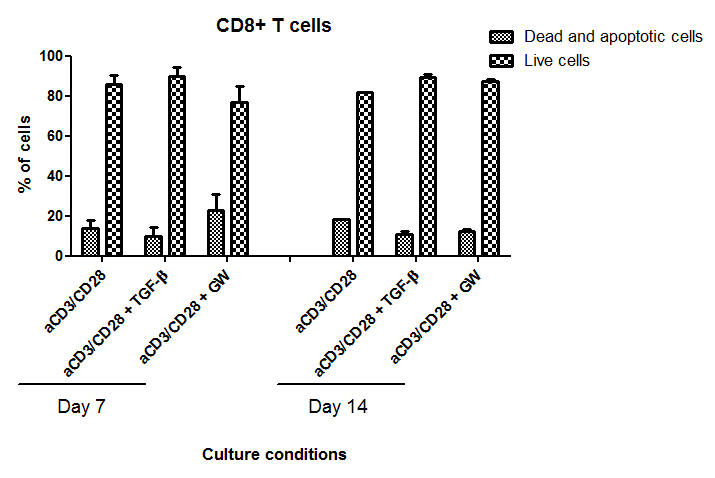 CD8+ T cells
Dead and apoptotic cells
Live cells
% of cells
100
80
60
40
20
0
aCD3/CD28
aCD3/CD28 + TGF-β
aCD3/CD28 + GW
aCD3/CD28
aCD3/CD28 + TGF-β
aCD3/CD28 + GW
Day 7
Day 14
Culture conditions